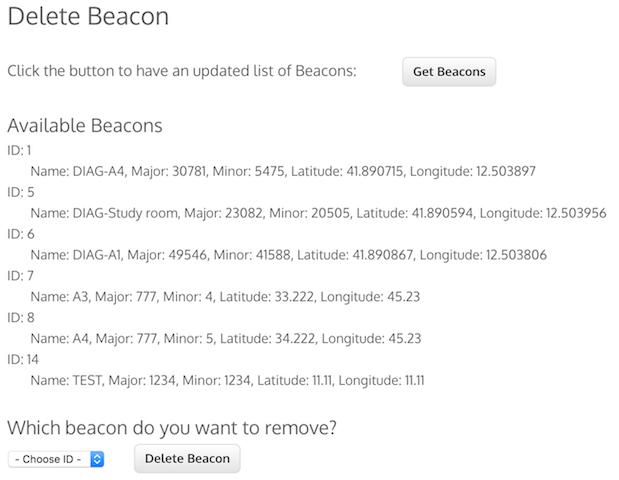 Delete Beacon
Click the button to have an updated list of Beacons: Get Beacons
Available Beacons
ID: 1
Name: DIAG-A4, Major: 30781, Minor: 5475, Latitude: 41.890715, Longitude: 12.503897
ID: 5
Name: DIAG-Study room, Major: 23082, Minor: 20505, Latitude: 41.890594, Longitude: 12.503956
ID: 6
Name: DIAG-A1, Major: 49546, Minor: 41588, Latitude: 41.890867, Longitude: 12.503806
ID: 7
Name: A3, Major: 777, Minor: 4, Latitude: 33.222, Longitude: 45.23
ID: 8
Name: A4, Major: 777, Minor: 5, Latitude: 34.222, Longitude: 45.23
ID: 14
Name: TEST, Major: 1234, Minor: 1234, Latitude: 11.11, Longitude: 11.11
Which beacon do you want to remove?
- Choose ID - Delete Beacon